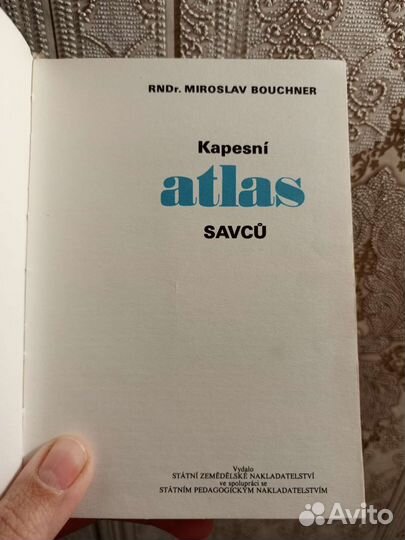 RNDr. MIROSLAV BOUCHNER
Kapesní
atlas
SAVCŮ
Vydalo
STÁTNÍ ZEMĚDĚLSKÉ NAKLADATELSTVÍ
ve spolupráci se
STÁTNÍM PEDAGOGICKÝM NAKLADATELSTVÍM
Avito